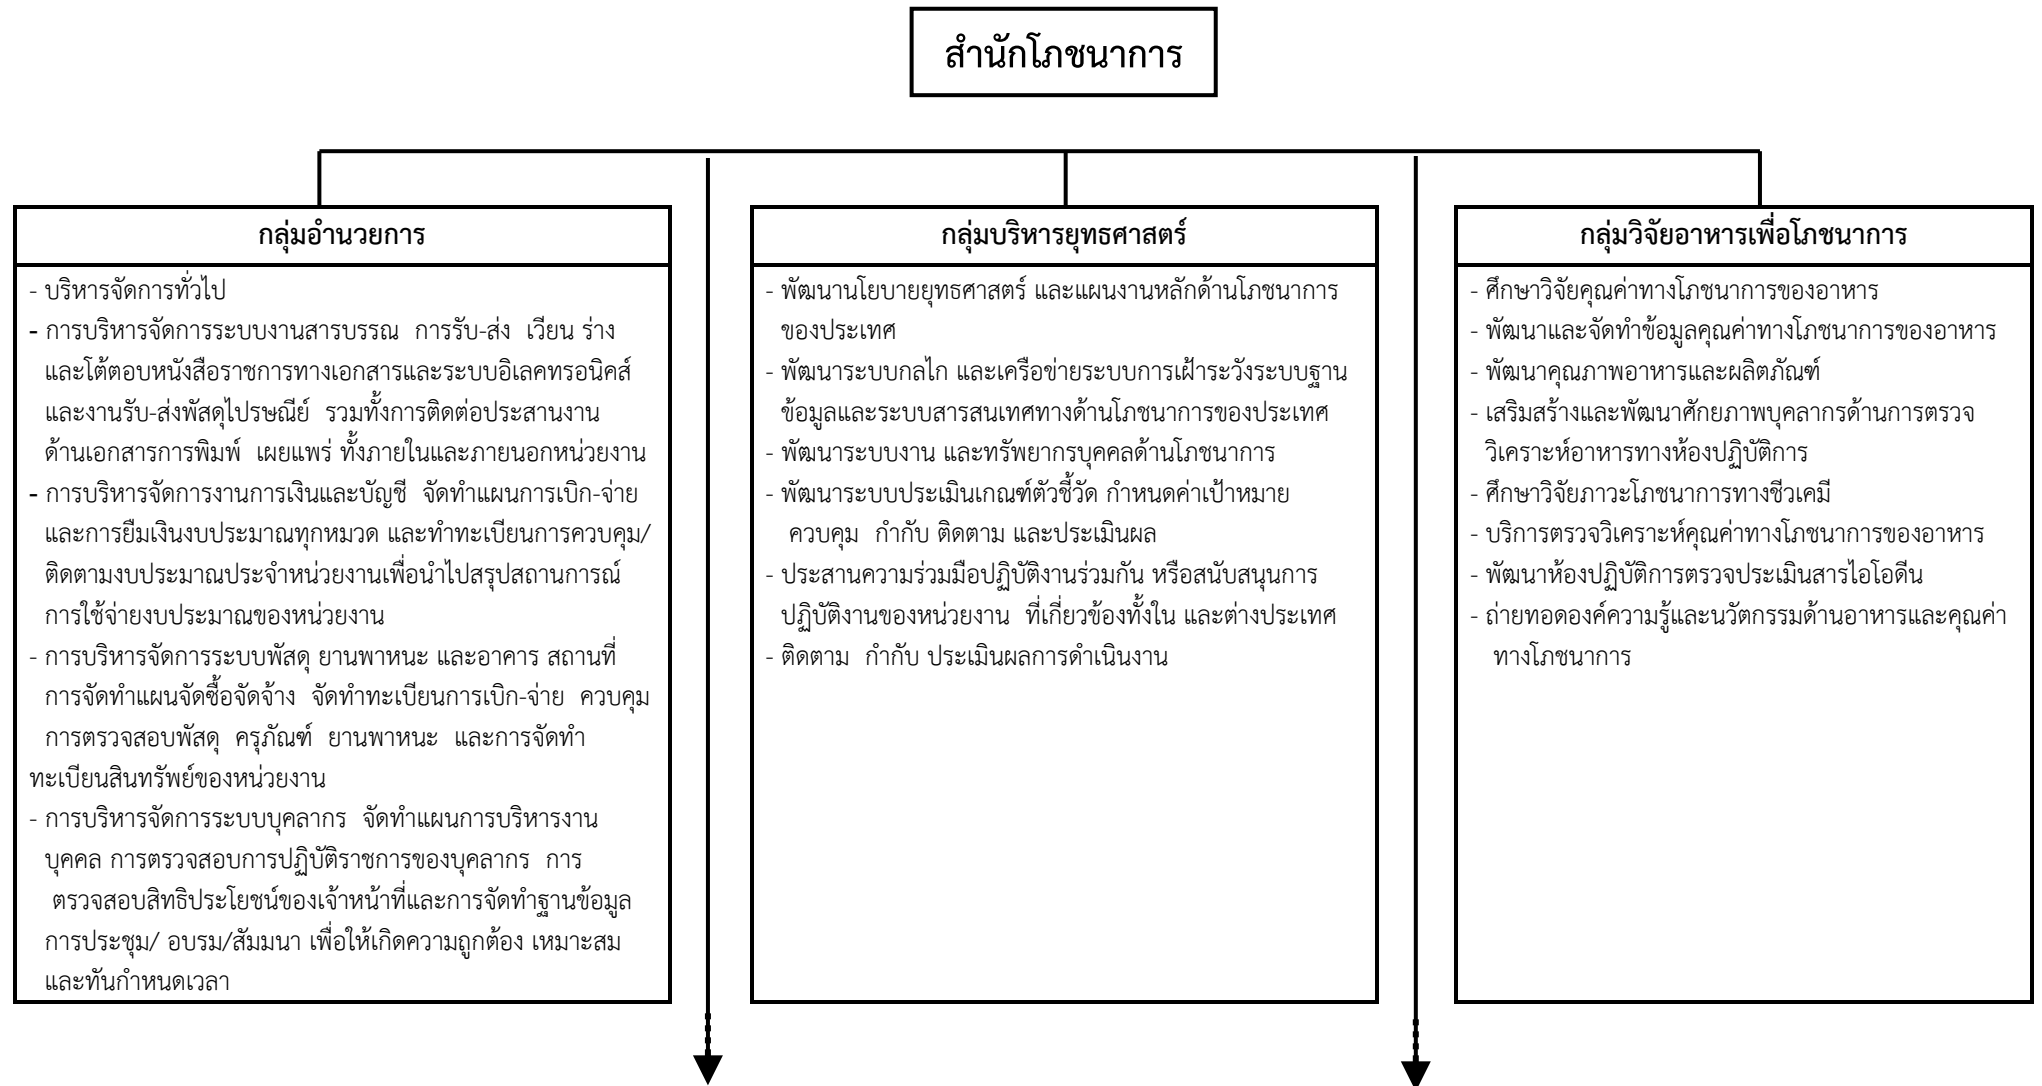 สำนักโภชนาการ
กลุ่มอำนวยการ
- บริหารจัดการทั่วไป
- การบริหารจัดการระบบงานสารบรรณ การรับ-ส่ง เวียน ร่าง
และโต้ตอบหนังสือราชการทางเอกสารและระบบอิเลคทรอนิคส์
และงานรับ-ส่งพัสดุไปรษณีย์ รวมทั้งการติดต่อประสานงาน
ด้านเอกสารการพิมพ์ เผยแพร่ ทั้งภายในและภายนอกหน่วยงาน
- การบริหารจัดการงานการเงินและบัญชี จัดทำแผนการเบิก-จ่าย
และการยืมเงินงบประมาณทุกหมวด และทำทะเบียนการควบคุม/
ติดตามงบประมาณประจำหน่วยงานเพื่อนำไปสรุปสถานการณ์
การใช้จ่ายงบประมาณของหน่วยงาน
- การบริหารจัดการระบบพัสดุ ยานพาหนะ และอาคาร สถานที่
การจัดทำแผนจัดซื้อจัดจ้าง จัดทำทะเบียนการเบิก-จ่าย ควบคุม
การตรวจสอบพัสดุ ครุภัณฑ์ ยานพาหนะ และการจัดทำ
ทะเบียนสินทรัพย์ของหน่วยงาน
- การบริหารจัดการระบบบุคลากร จัดทำแผนการบริหารงาน
บุคคล การตรวจสอบการปฏิบัติราชการของบุคลากร การ
ตรวจสอบสิทธิประโยชน์ของเจ้าหน้าที่และการจัดทำฐานข้อมูล
การประชุม/ อบรม/สัมมนา เพื่อให้เกิดความถูกต้อง เหมาะสม
และทันกำหนดเวลา
กลุ่มบริหารยุทธศาสตร์
- พัฒนานโยบายยุทธศาสตร์ และแผนงานหลักด้านโภชนาการ
ของประเทศ
- พัฒนาระบบกลไก และเครือข่ายระบบการเฝ้าระวังระบบฐาน
ข้อมูลและระบบสารสนเทศทางด้านโภชนาการของประเทศ
- พัฒนาระบบงาน และทรัพยากรบุคคลด้านโภชนาการ
- พัฒนาระบบประเมินเกณฑ์ตัวชี้วัด กำหนดค่าเป้าหมาย
ควบคุม กำกับ ติดตาม และประเมินผล
- ประสานความร่วมมือปฏิบัติงานร่วมกัน หรือสนับสนุนการ
ปฏิบัติงานของหน่วยงาน ที่เกี่ยวข้องทั้งใน และต่างประเทศ
- ติดตาม กำกับ ประเมินผลการดำเนินงาน
กลุ่มวิจัยอาหารเพื่อโภชนาการ
- ศึกษาวิจัยคุณค่าทางโภชนาการของอาหาร
- พัฒนาและจัดทำข้อมูลคุณค่าทางโภชนาการของอาหาร
- พัฒนาคุณภาพอาหารและผลิตภัณฑ์
- เสริมสร้างและพัฒนาศักยภาพบุคลากรด้านการตรวจ
วิเคราะห์อาหารทางห้องปฏิบัติการ
- ศึกษาวิจัยภาวะโภชนาการทางชีวเคมี
- บริการตรวจวิเคราะห์คุณค่าทางโภชนาการของอาหาร
- พัฒนาห้องปฏิบัติการตรวจประเมินสารไอโอดีน
- ถ่ายทอดองค์ความรู้และนวัตกรรมด้านอาหารและคุณค่า
ทางโภชนาการ